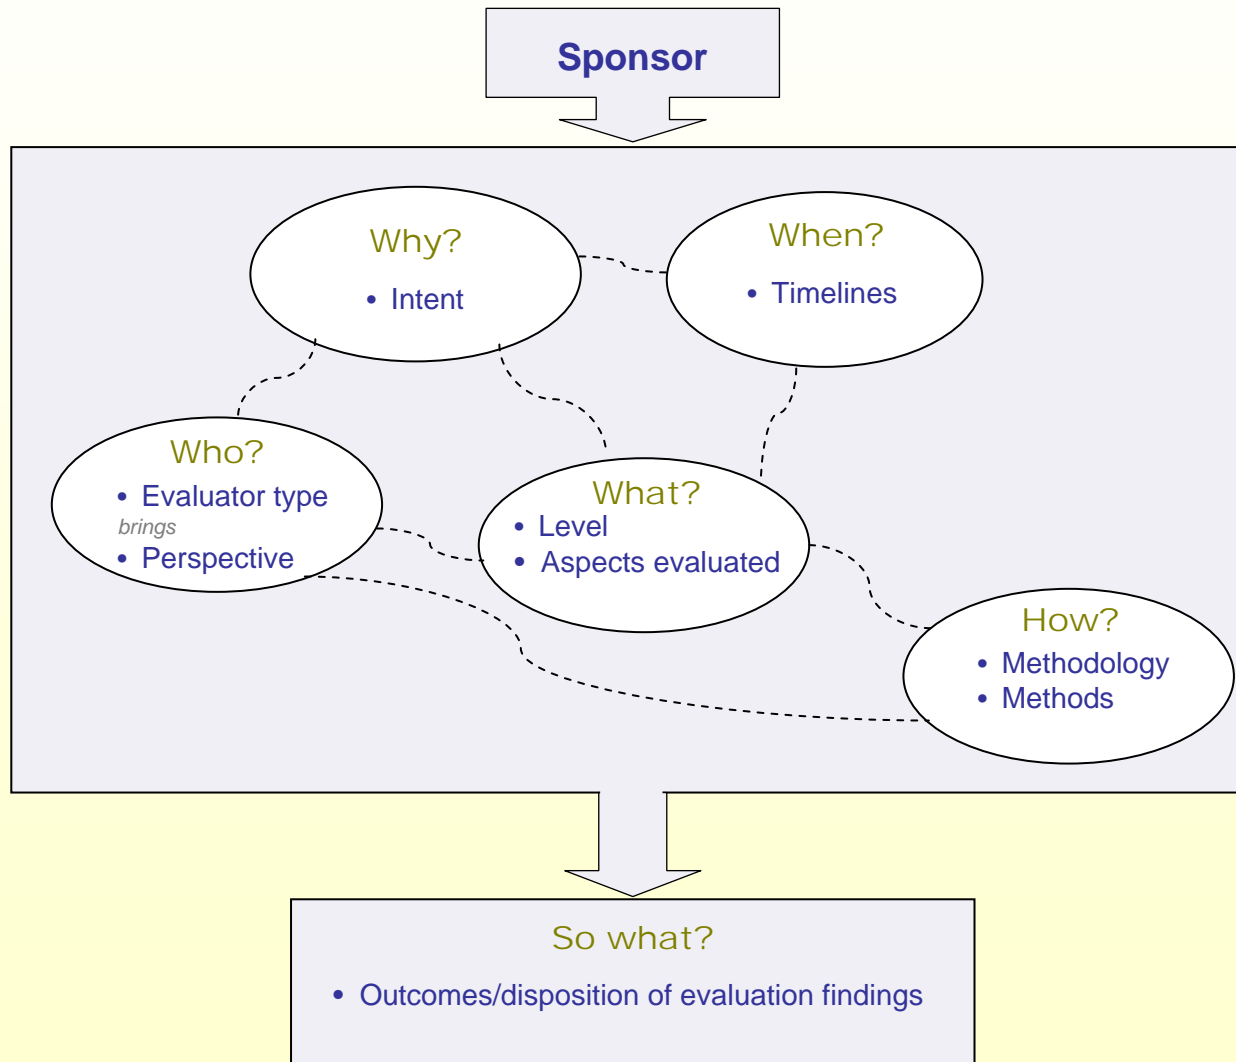 Sponsor
Why?
• Intent
When?
• Timelines
Who?
• Evaluator type
brings
• Perspective
What?
• Level
• Aspects evaluated
How?
• Methodology
• Methods
So what?
• Outcomes/disposition of evaluation findings